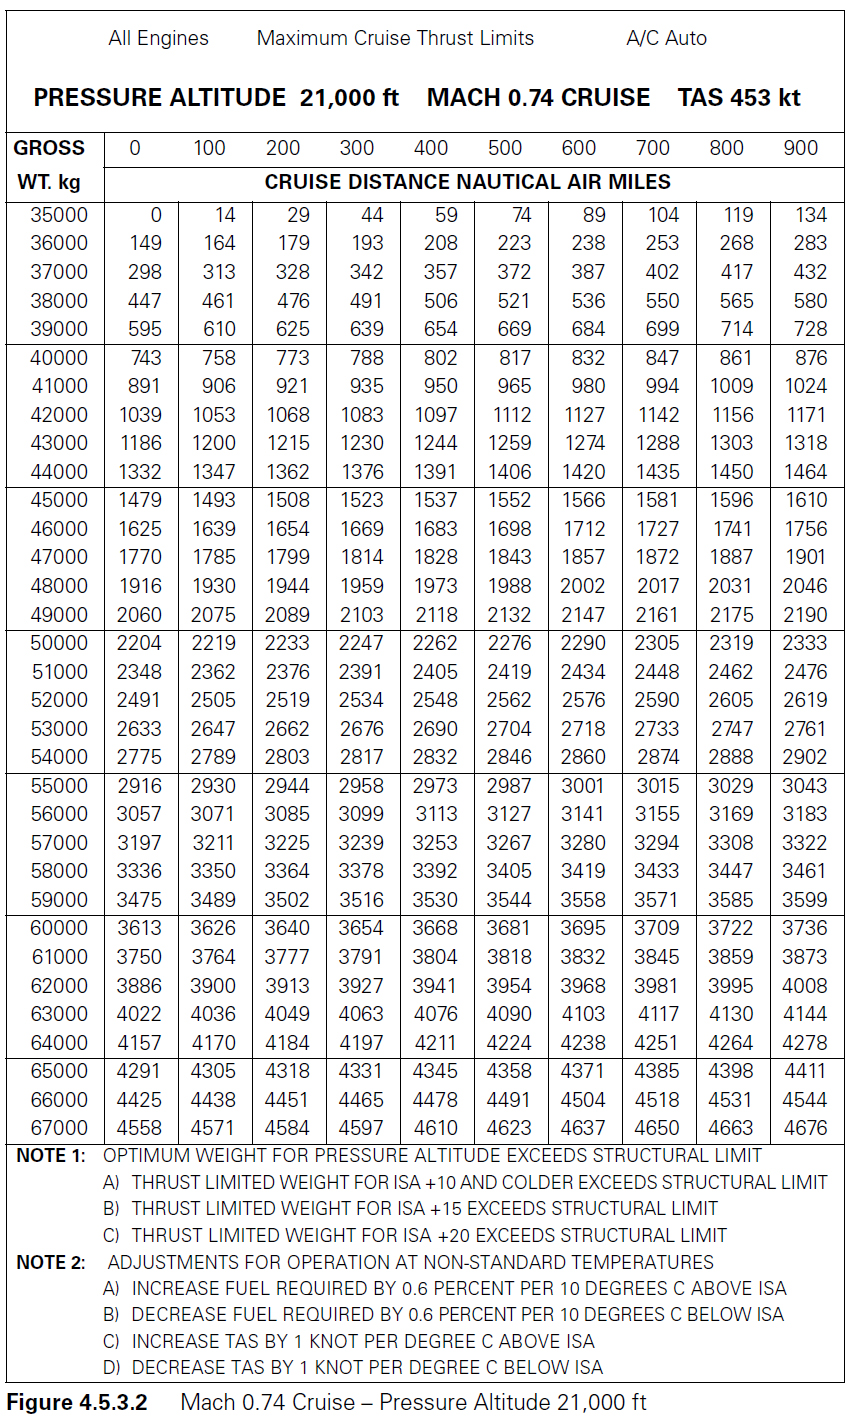 All Engines Maximum Cruise Thrust Limits A/C Auto
PRESSURE ALTITUDE 21,000 ft MACH 0.74 CRUISE TAS 453 kt
GROSS 0 100 200 300 400 500 600 700 800 900
WT. kg CRUISE DISTANCE NAUTICAL AIR MILES
35000 0 14 29 44 59 74 89 104 119 134
36000 149 164 179 193 208 223 238 253 268 283
37000 298 313 328 342 357 372 387 402 417 432
38000 447 461 476 491 506 521 536 550 565 580
39000 595 610 625 639 654 669 684 699 714 728
40000 743 758 773 788 802 817 832 847 861 876
41000 891 906 921 935 950 965 980 994 1009 1024
42000 1039 1053 1068 1083 1097 1112 1127 1142 1156 1171
43000 1186 1200 1215 1230 1244 1259 1274 1288 1303 1318
44000 1332 1347 1362 1376 1391 1406 1420 1435 1450 1464
45000 1479 1493 1508 1523 1537 1552 1566 1581 1596 1610
46000 1625 1639 1654 1669 1683 1698 1712 1727 1741 1756
47000 1770 1785 1799 1814 1828 1843 1857 1872 1887 1901
48000 1916 1930 1944 1959 1973 1988 2002 2017 2031 2046
49000 2060 2075 2089 2103 2118 2132 2147 2161 2175 2190
50000 2204 2219 2233 2247 2262 2276 2290 2305 2319 2333
51000 2348 2362 2376 2391 2405 2419 2434 2448 2462 2476
52000 2491 2505 2519 2534 2548 2562 2576 2590 2605 2619
53000 2633 2647 2662 2676 2690 2704 2718 2733 2747 2761
54000 2775 2789 2803 2817 2832 2846 2860 2874 2888 2902
55000 2916 2930 2944 2958 2973 2987 3001 3015 3029 3043
56000 3057 3071 3085 3099 3113 3127 3141 3155 3169 3183
57000 3197 3211 3225 3239 3253 3267 3280 3294 3308 3322
58000 3336 3350 3364 3378 3392 3405 3419 3433 3447 3461
59000 3475 3489 3502 3516 3530 3544 3558 3571 3585 3599
60000 3613 3626 3640 3654 3668 3681 3695 3709 3722 3736
61000 3750 3764 3777 3791 3804 3818 3832 3845 3859 3873
62000 3886 3900 3913 3927 3941 3954 3968 3981 3995 4008
63000 4022 4036 4049 4063 4076 4090 4103 4117 4130 4144
64000 4157 4170 4184 4197 4211 4224 4238 4251 4264 4278
65000 4291 4305 4318 4331 4345 4358 4371 4385 4398 4411
66000 4425 4438 4451 4465 4478 4491 4504 4518 4531 4544
67000 4558 4571 4584 4597 4610 4623 4637 4650 4663 4676
NOTE 1: OPTIMUM WEIGHT FOR PRESSURE ALTITUDE EXCEEDS STRUCTURAL LIMIT
A) THRUST LIMITED WEIGHT FOR ISA +10 AND COLDER EXCEEDS STRUCTURAL LIMIT
B) THRUST LIMITED WEIGHT FOR ISA +15 EXCEEDS STRUCTURAL LIMIT
C) THRUST LIMITED WEIGHT FOR ISA +20 EXCEEDS STRUCTURAL LIMIT
NOTE 2: ADJUSTMENTS FOR OPERATION AT NON-STANDARD TEMPERATURES
A) INCREASE FUEL REQUIRED BY 0.6 PERCENT PER 10 DEGREES C ABOVE ISA
B) DECREASE FUEL REQUIRED BY 0.6 PERCENT PER 10 DEGREES C BELOW ISA
C) INCREASE TAS BY 1 KNOT PER DEGREE C ABOVE ISA
D) DECREASE TAS BY 1 KNOT PER DEGREE C BELOW ISA
Figure 4.5.3.2 Mach 0.74 Cruise – Pressure Altitude 21,000 ft